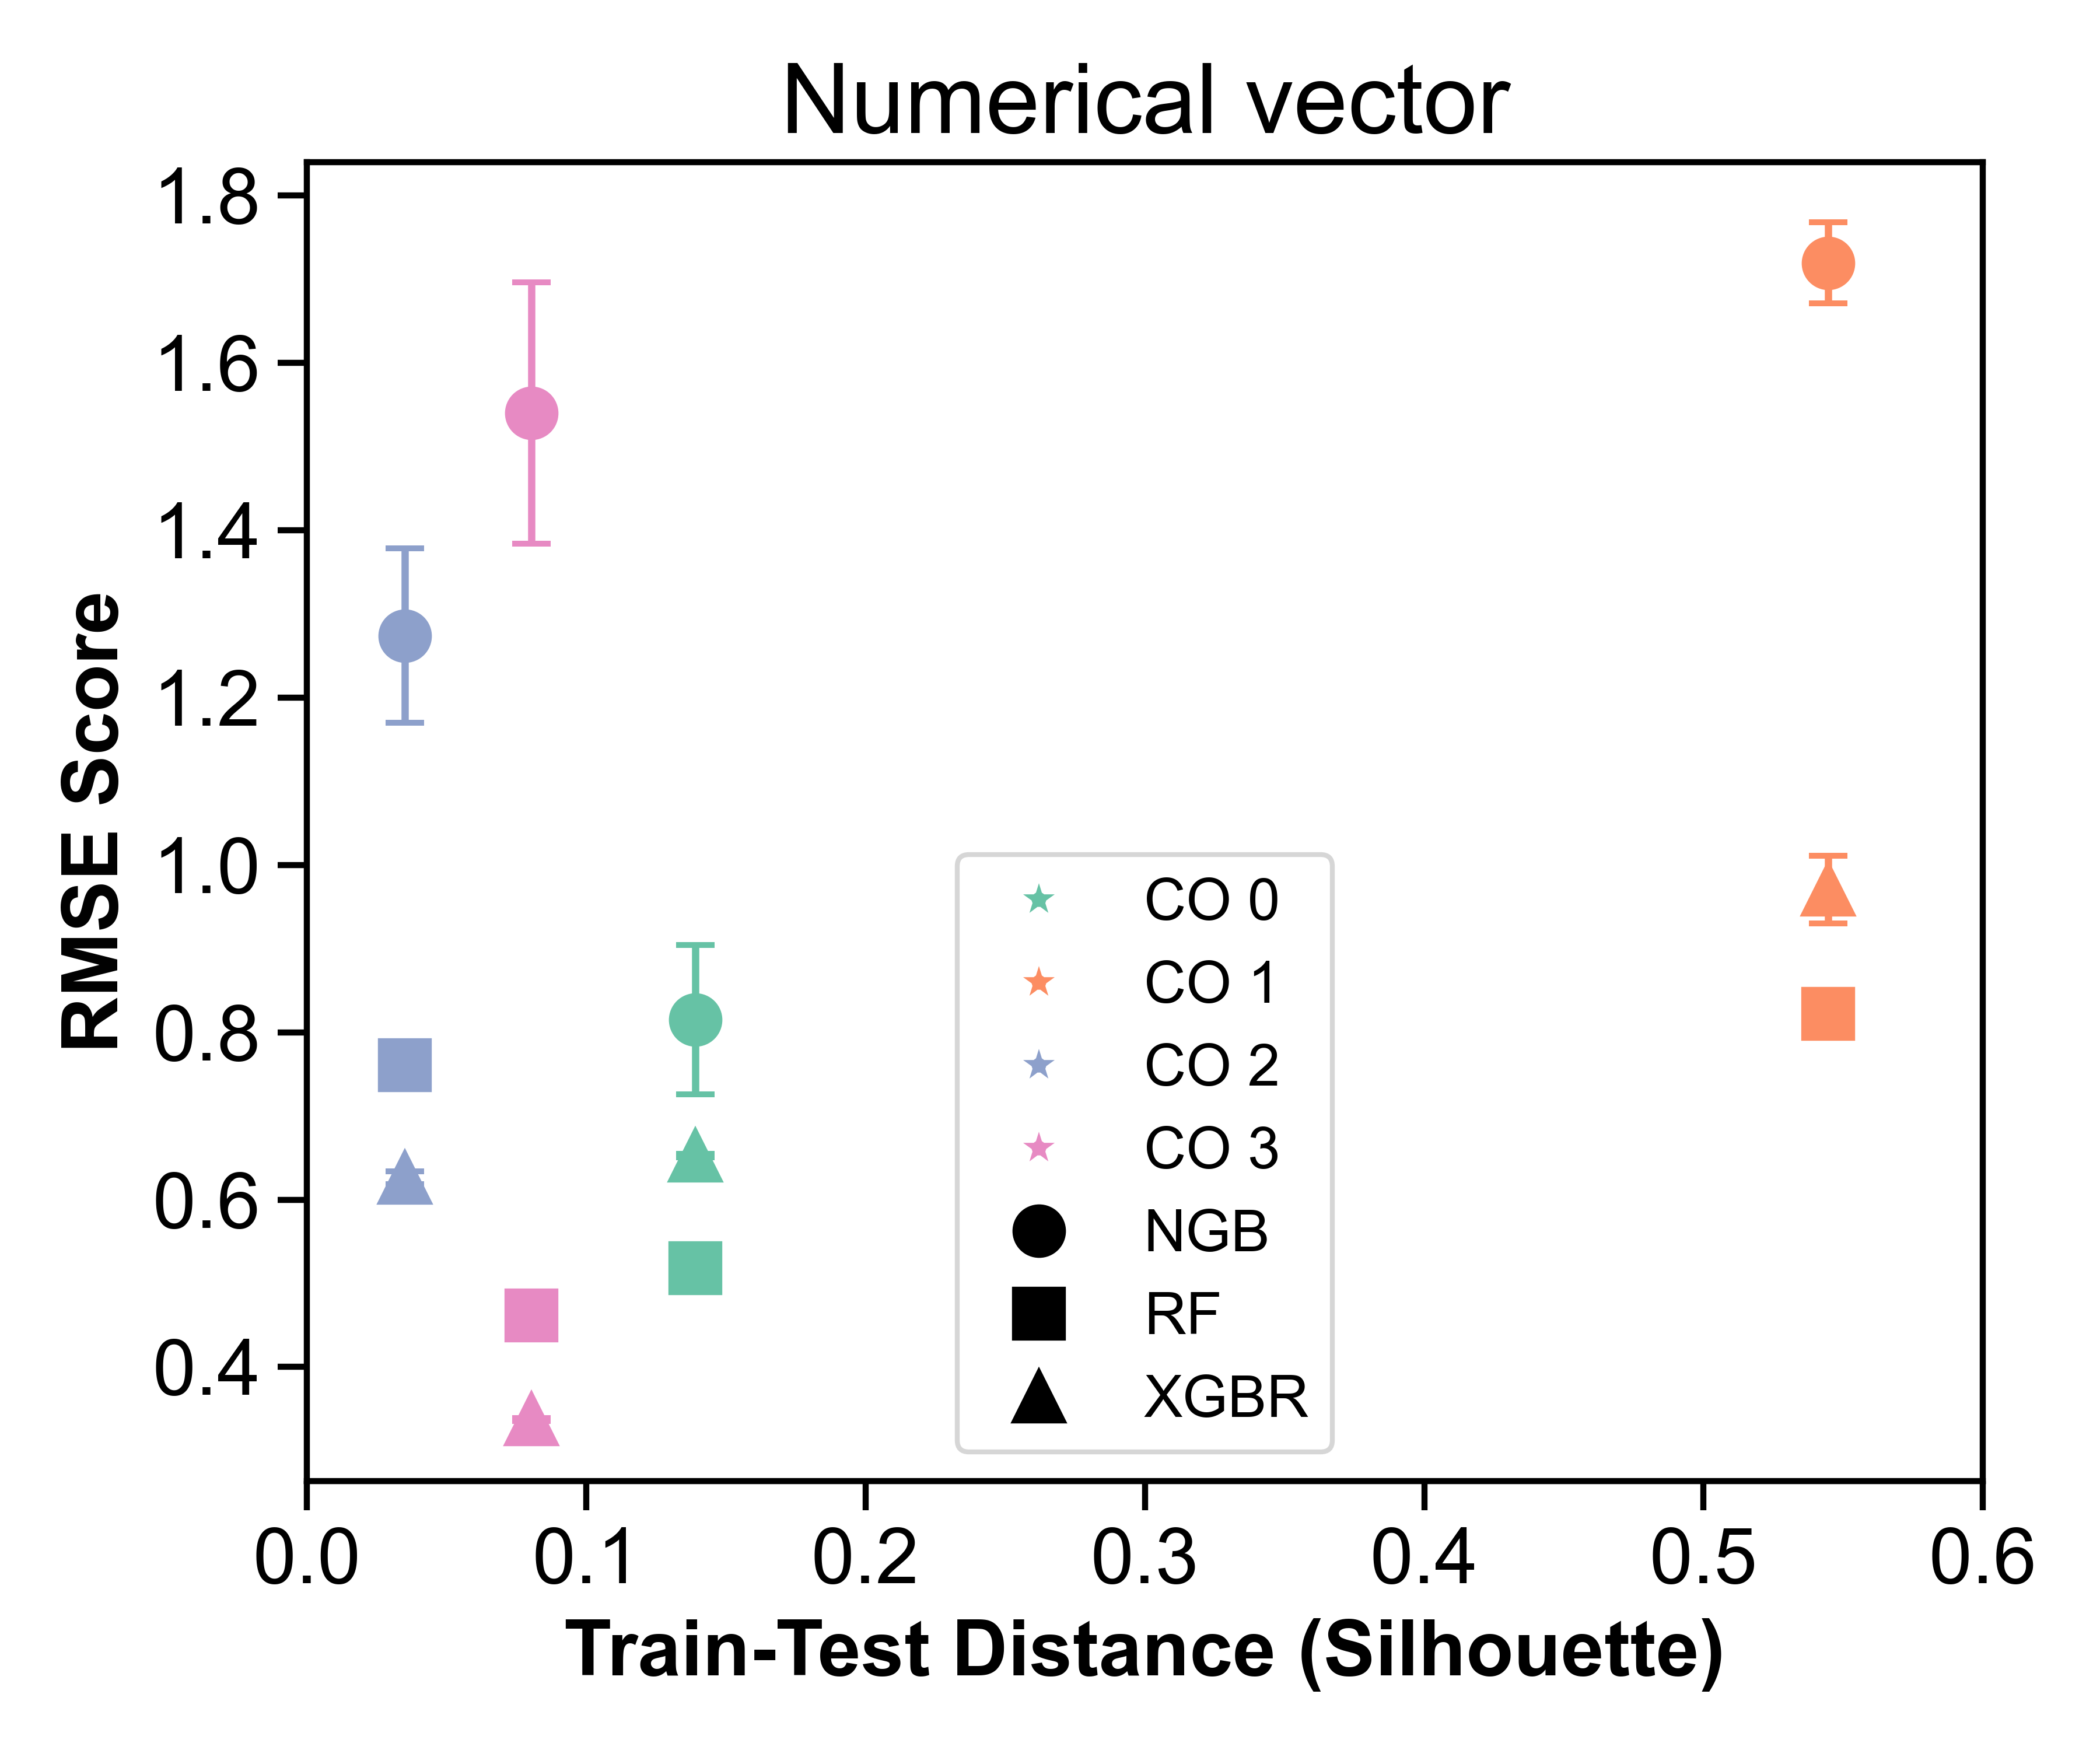 Numerical vector
RMSE Score
1.8
1.6
1.4
1.2
1.0
0.8
0.6
0.4
CO 0
CO 1
CO 2
CO 3
NGB
RF
XGBR
0.0 0.1 0.2 0.3 0.4 0.5 0.6
Train-Test Distance (Silhouette)